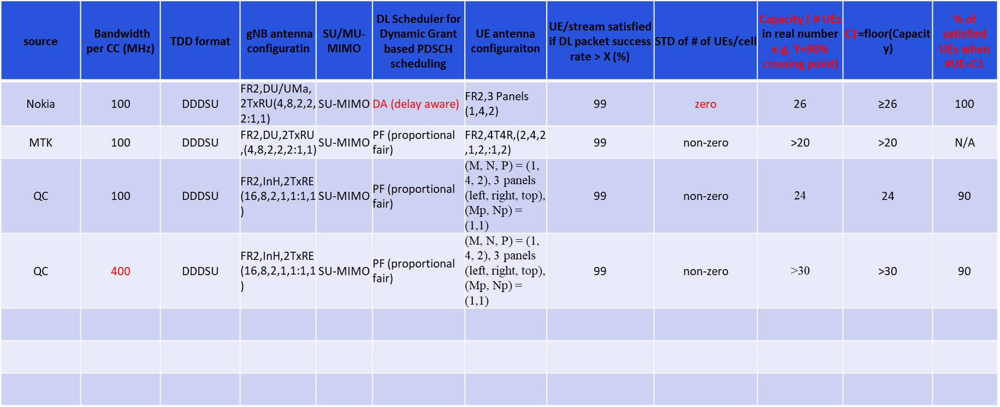 source
Bandwidth
per CC (MHz)
TDD format
gNB antenna
configuratin
SU/MU-
MIMO
DL Scheduler for
Dynamic Grant
based PDSCH
scheduling
UE antenna
configuraiton
UE/stream satisfied
if DL packet success
rate > X (%)
STD of # of UEs/cell
Capacity ( # UEs
in real number
e.g. Y=90%
crossing point)
C1=floor(Capacit
y)
% of
satisfied
UEs when
#UE=C1
Nokia
100
DDDSU
FR2,DU/UMa,
2TxRU(4,8,2,2,
2:1,1)
SU-MIMO
DA (delay aware)
FR2,3 Panels
(1,4,2)
99
zero
26
≥26
100
MTK
100
DDDSU
FR2,DU,2TxRU
,(4,8,2,2,2:1,1)
SU-MIMO
PF (proportional
fair)
FR2,4T4R,(2,4,2
,1,2,:1,2)
99
non-zero
>20
>20
N/A
QC
100
DDDSU
FR2,InH,2TxRE
(16,8,2,1,1:1,1
)
SU-MIMO
PF (proportional
fair)
(M, N, P) = (1,
4, 2), 3 panels
(left, right, top),
(Mp, Np) =
(1,1)
99
non-zero
24
24
90
QC
400
DDDSU
FR2,InH,2TxRE
(16,8,2,1,1:1,1
)
SU-MIMO
PF (proportional
fair)
(M, N, P) = (1,
4, 2), 3 panels
(left, right, top),
(Mp, Np) =
(1,1)
99
non-zero
>30
>30
90